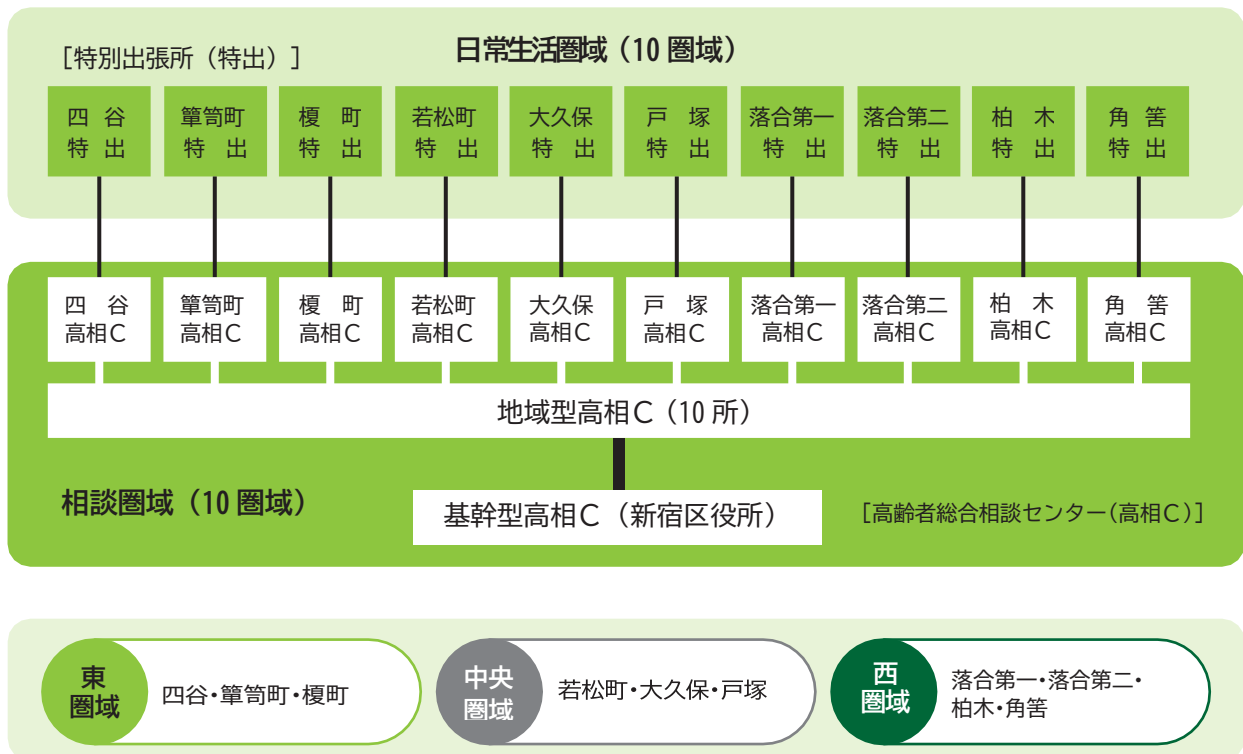 日常生活圏域（10 圏域）
［特別出張所（特出）］
四 谷
特 出
簞笥町
特 出
榎 町
特 出
若松町
特 出
大久保
特 出
戸 塚
特 出
落合第一
特 出
落合第二
特 出
柏 木
特 出
角 筈
特 出
四 谷
高相Ｃ
簞笥町
高相Ｃ
榎 町
高相Ｃ
若松町
高相Ｃ
大久保
高相Ｃ
戸 塚
高相Ｃ
落合第一
高相Ｃ
落合第二
高相Ｃ
柏 木
高相Ｃ
角 筈
高相Ｃ
地域型高相Ｃ（10 所）
相談圏域（10 圏域）
基幹型高相Ｃ（新宿区役所）
［高齢者総合相談センター(高相Ｃ)］
東
圏域
四谷・簞笥町・榎町
中央
圏域
若松町・大久保・戸塚
西
圏域
落合第一・落合第二・
柏木・角筈